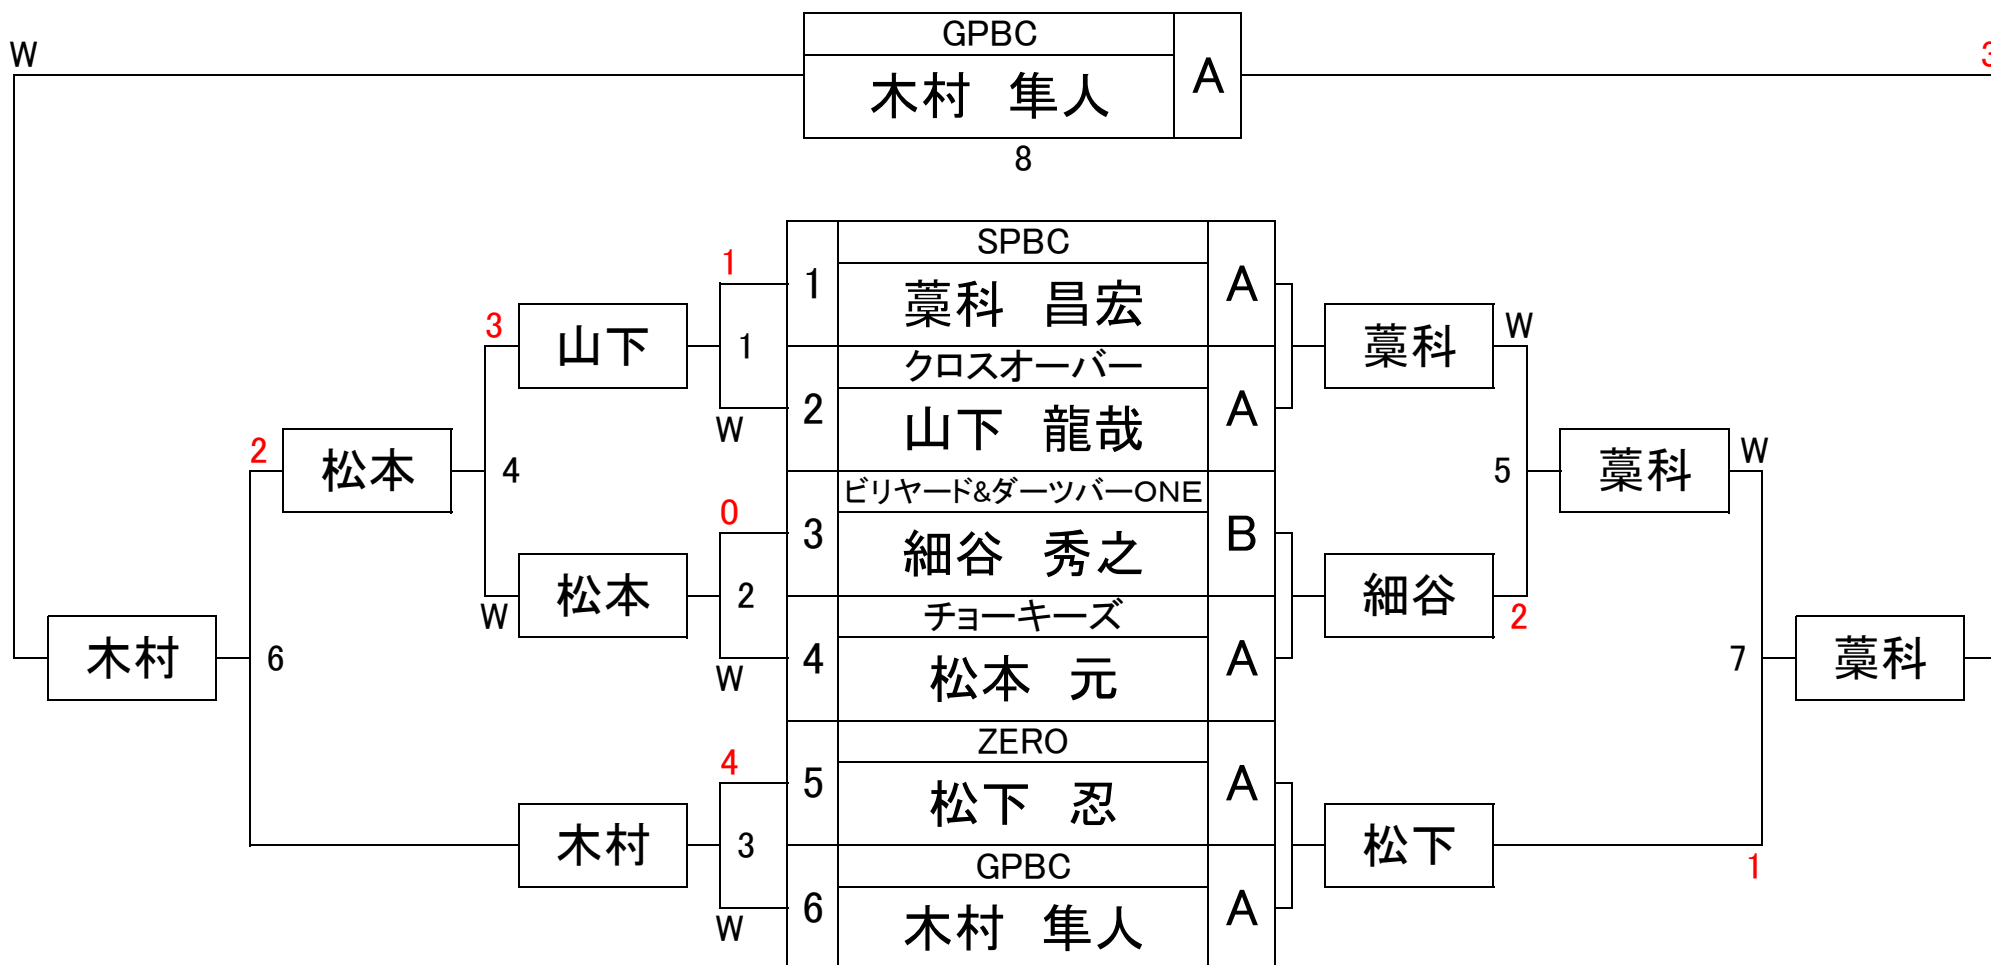 GPBC
W
木村　隼人
A
3
8
SPBC
1
1
藁科　昌宏
A
3
山下
1
藁科
W
クロスオーバー
W
2
山下　龍哉
A
2
松本
4
5
藁科
W
ビリヤード&ダーツバーONE
0
3
細谷　秀之
B
W
松本
2
細谷
2
チョーキーズ
W
4
松本　元
A
木村
6
7
藁科
ZERO
4
5
松下　忍
A
木村
3
松下
1
GPBC
W
6
木村　隼人
A